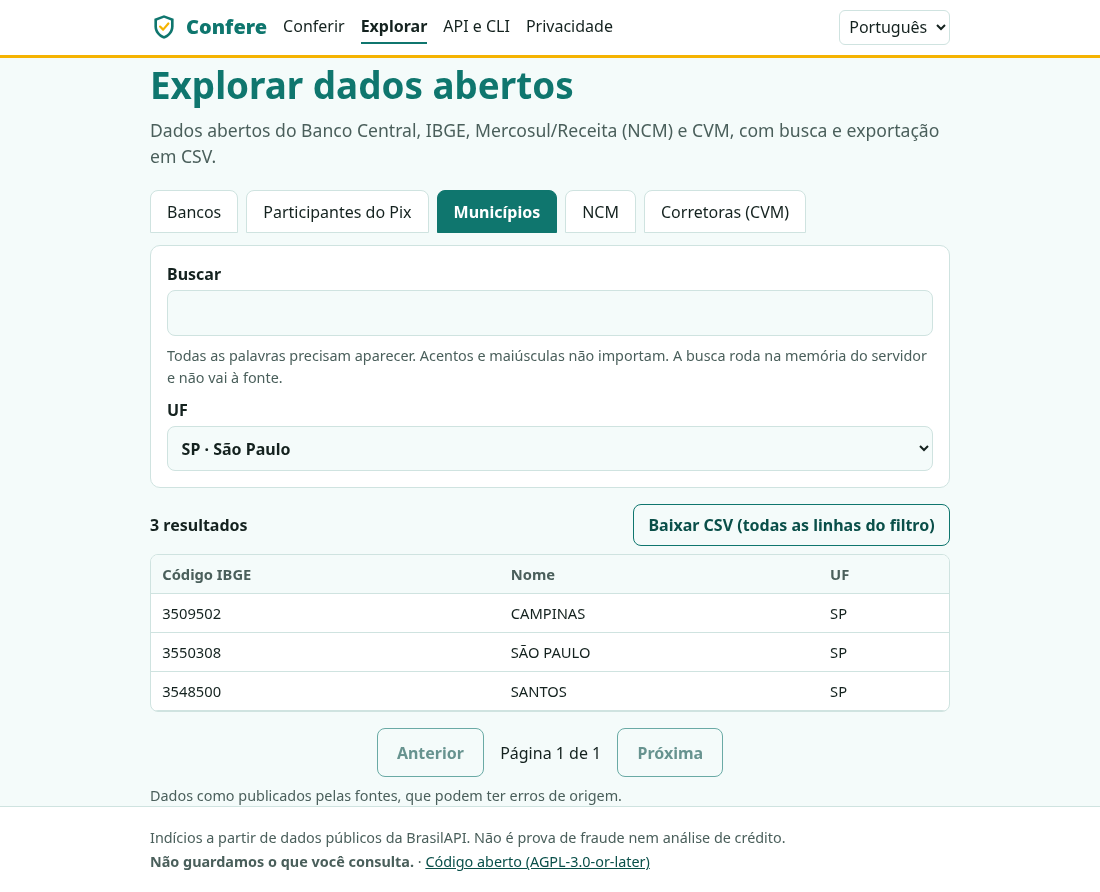 Confere Conferir Explorar API e CLI Privacidade Português
Explorar dados abertos
Dados abertos do Banco Central, IBGE, Mercosul/Receita (NCM) e CVM, com busca e exportação
em CSV.
Bancos Participantes do Pix Municípios NCM Corretoras (CVM)
Buscar
Todas as palavras precisam aparecer. Acentos e maiúsculas não importam. A busca roda na memória do servidor
e não vai à fonte.
UF
SP · São Paulo
3 resultados Baixar CSV (todas as linhas do filtro)
Código IBGE Nome UF
3509502 CAMPINAS SP
3550308 SÃO PAULO SP
3548500 SANTOS SP
Anterior Página 1 de 1 Próxima
Dados como publicados pelas fontes, que podem ter erros de origem.
Indícios a partir de dados públicos da BrasilAPI. Não é prova de fraude nem análise de crédito.
Não guardamos o que você consulta. · Código aberto (AGPL-3.0-or-later)